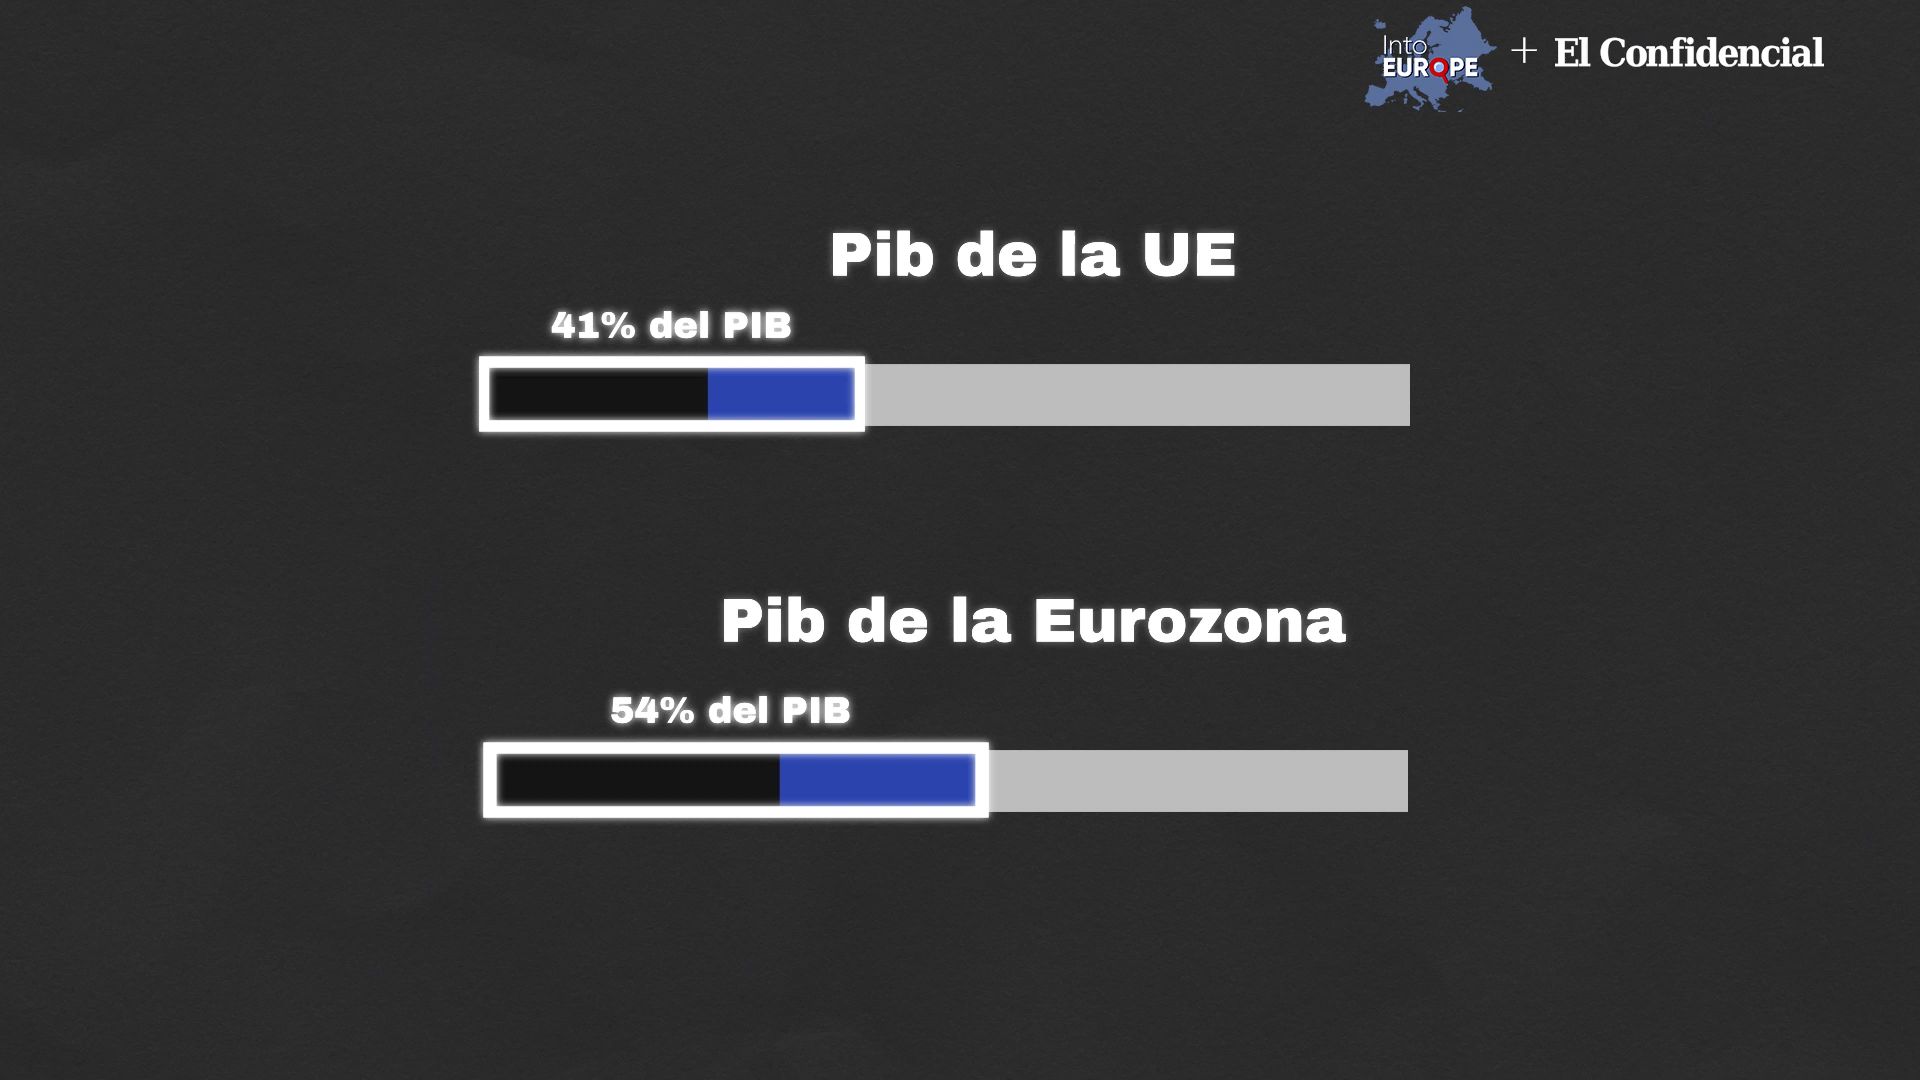 Into
EUROPE
+ El Confidencial
Pib de la UE
41% del PIB
Pib de la Eurozona
54% del PIB